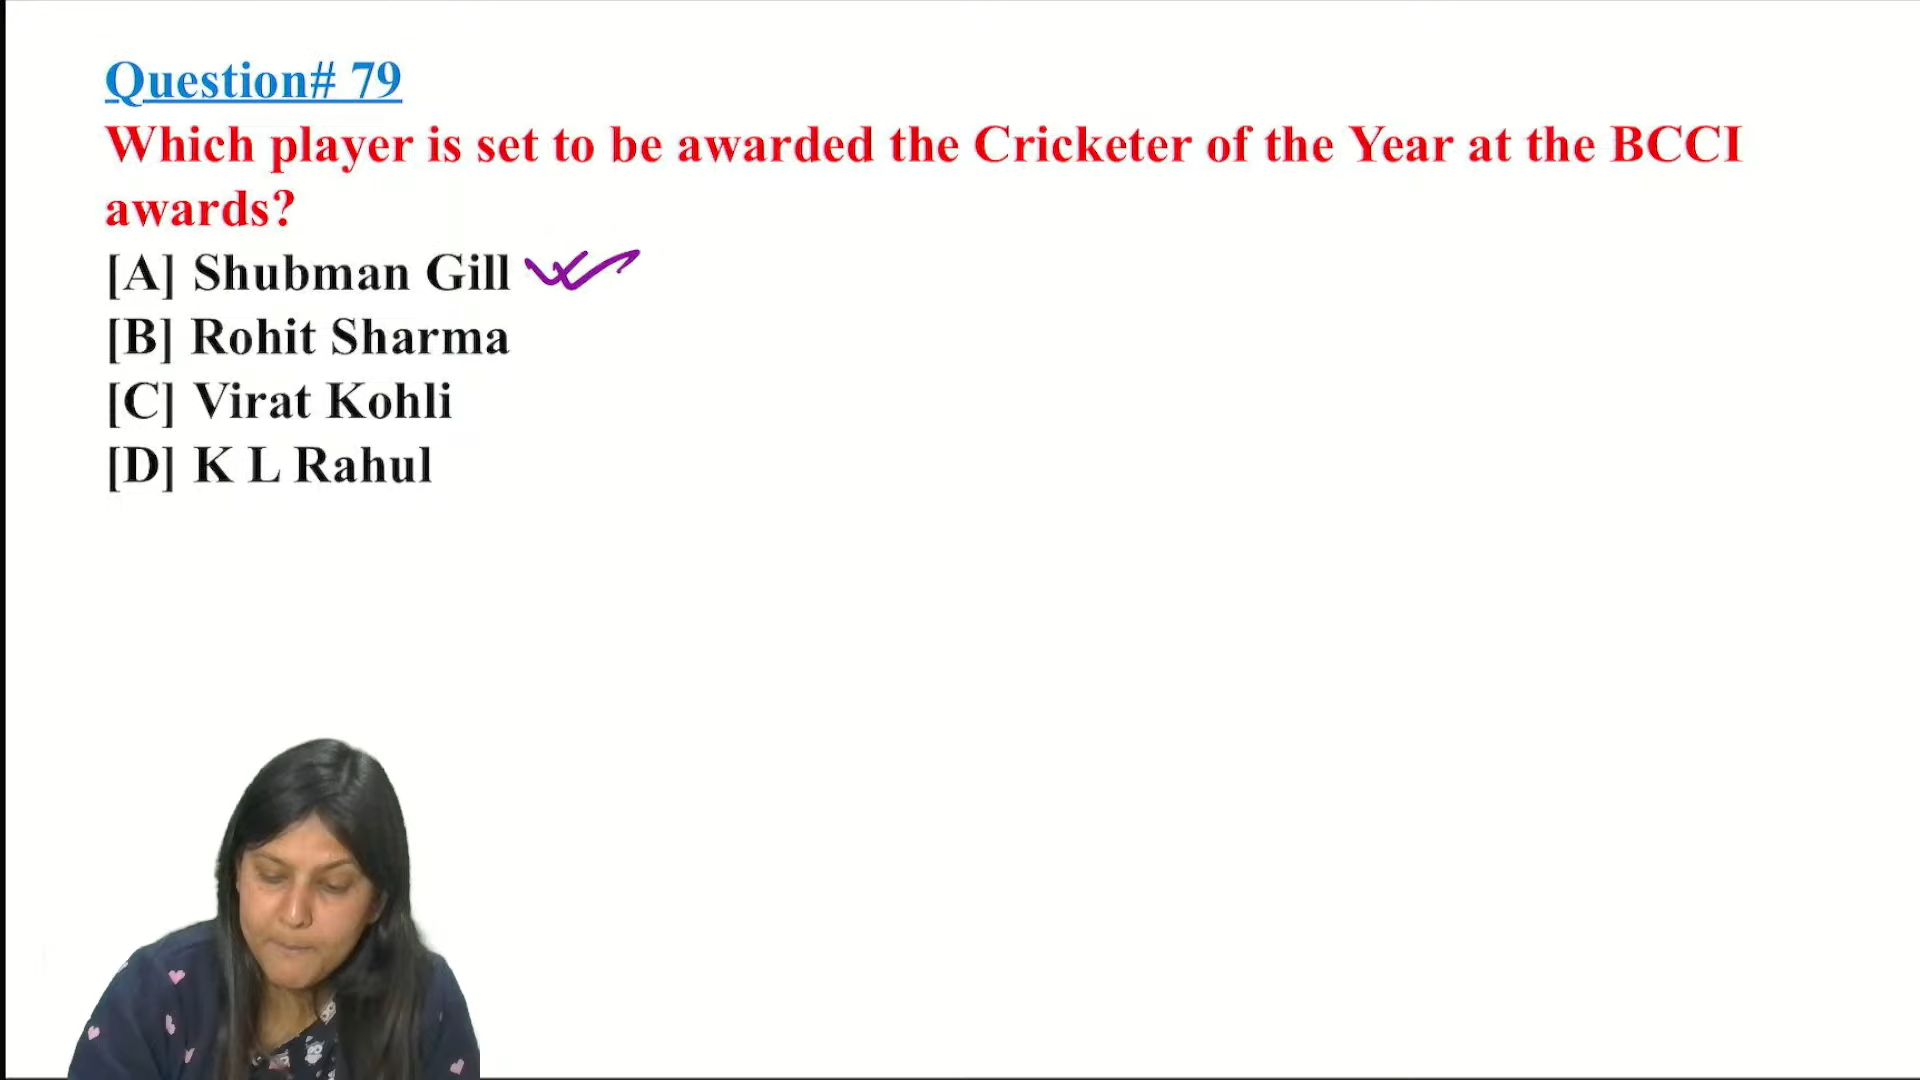 Question# 79
Which player is set to be awarded the Cricketer of the Year at the BCCI
awards?
[A] Shubman Gill
[B] Rohit Sharma
[C] Virat Kohli
[D] K L Rahul